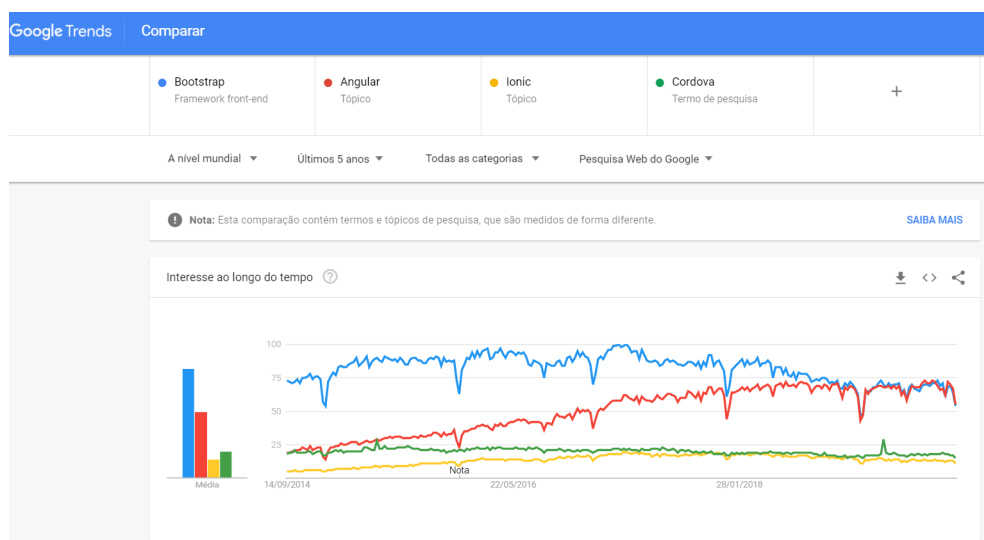 Google Trends Comparar
Bootstrap Angular Ionic Cordova
Framework front-end Tópico Tópico Termo de pesquisa
+
A nível mundial Últimos 5 anos Todas as categorias Pesquisa Web do Google
Nota: Esta comparação contém termos e tópicos de pesquisa, que são medidos de forma diferente. SAIBA MAIS
Interesse ao longo do tempo
100
75
50
25
Nota
Média 14/09/2014 22/05/2016 28/01/2018